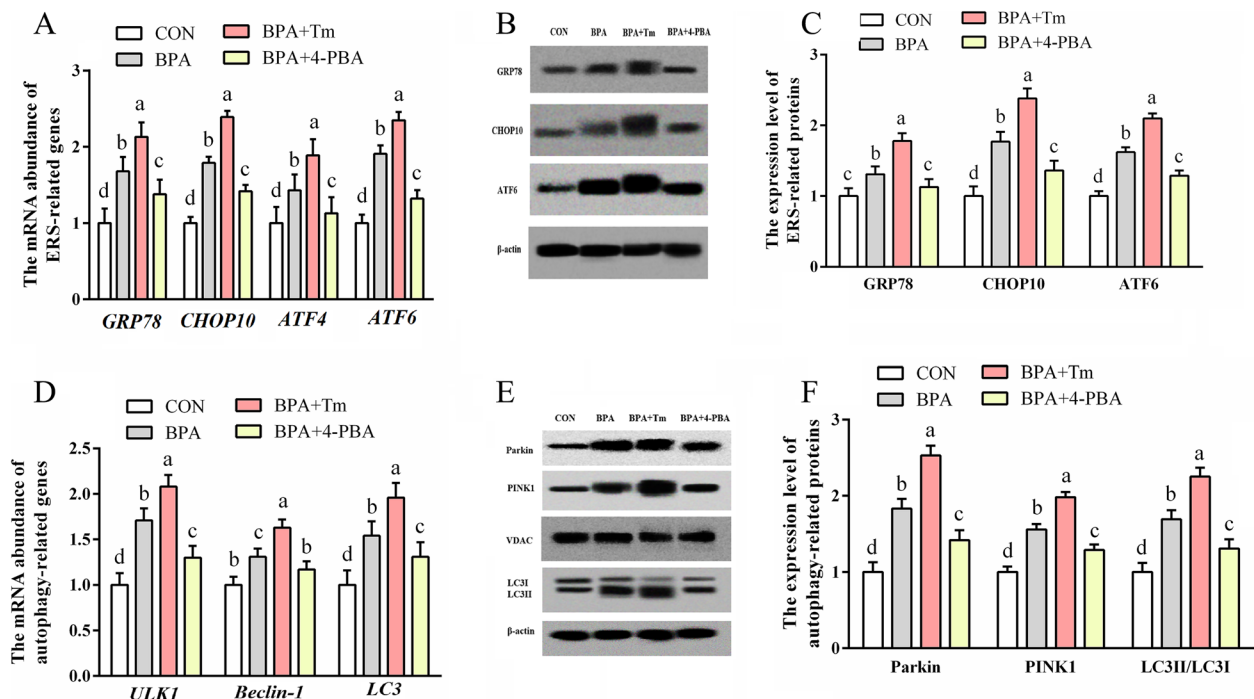 A
CON
BPA+Tm
BPA
BPA+4-PBA
The mRNA abundance of
ERS-related genes
3
2
1
0
d
b
a
c
d
b
a
c
d
b
a
c
d
b
a
c
GRP78
CHOP10
ATF4
ATF6
B
CON
BPA
BPA+Tm
BPA+4-PBA
GRP78
CHOP10
ATF6
β-actin
C
CON
BPA+Tm
BPA
BPA+4-PBA
The expression level of
ERS-related proteins
3
2
1
0
c
b
a
c
d
b
a
c
d
b
a
c
GRP78
CHOP10
ATF6
D
CON
BPA+Tm
BPA
BPA+4-PBA
The mRNA abundance of
autophagy-related genes
2.5
2.0
1.5
1.0
0.5
0.0
d
b
a
c
b
b
a
b
d
b
a
c
ULK1
Beclin-1
LC3
E
CON
BPA
BPA+Tm
BPA+4-PBA
Parkin
PINK1
VDAC
LC3I
LC3II
β-actin
F
CON
BPA+Tm
BPA
BPA+4-PBA
The expression level of
autophagy-related proteins
3
2
1
0
d
b
a
c
d
b
a
c
d
b
a
c
Parkin
PINK1
LC3II/LC3I